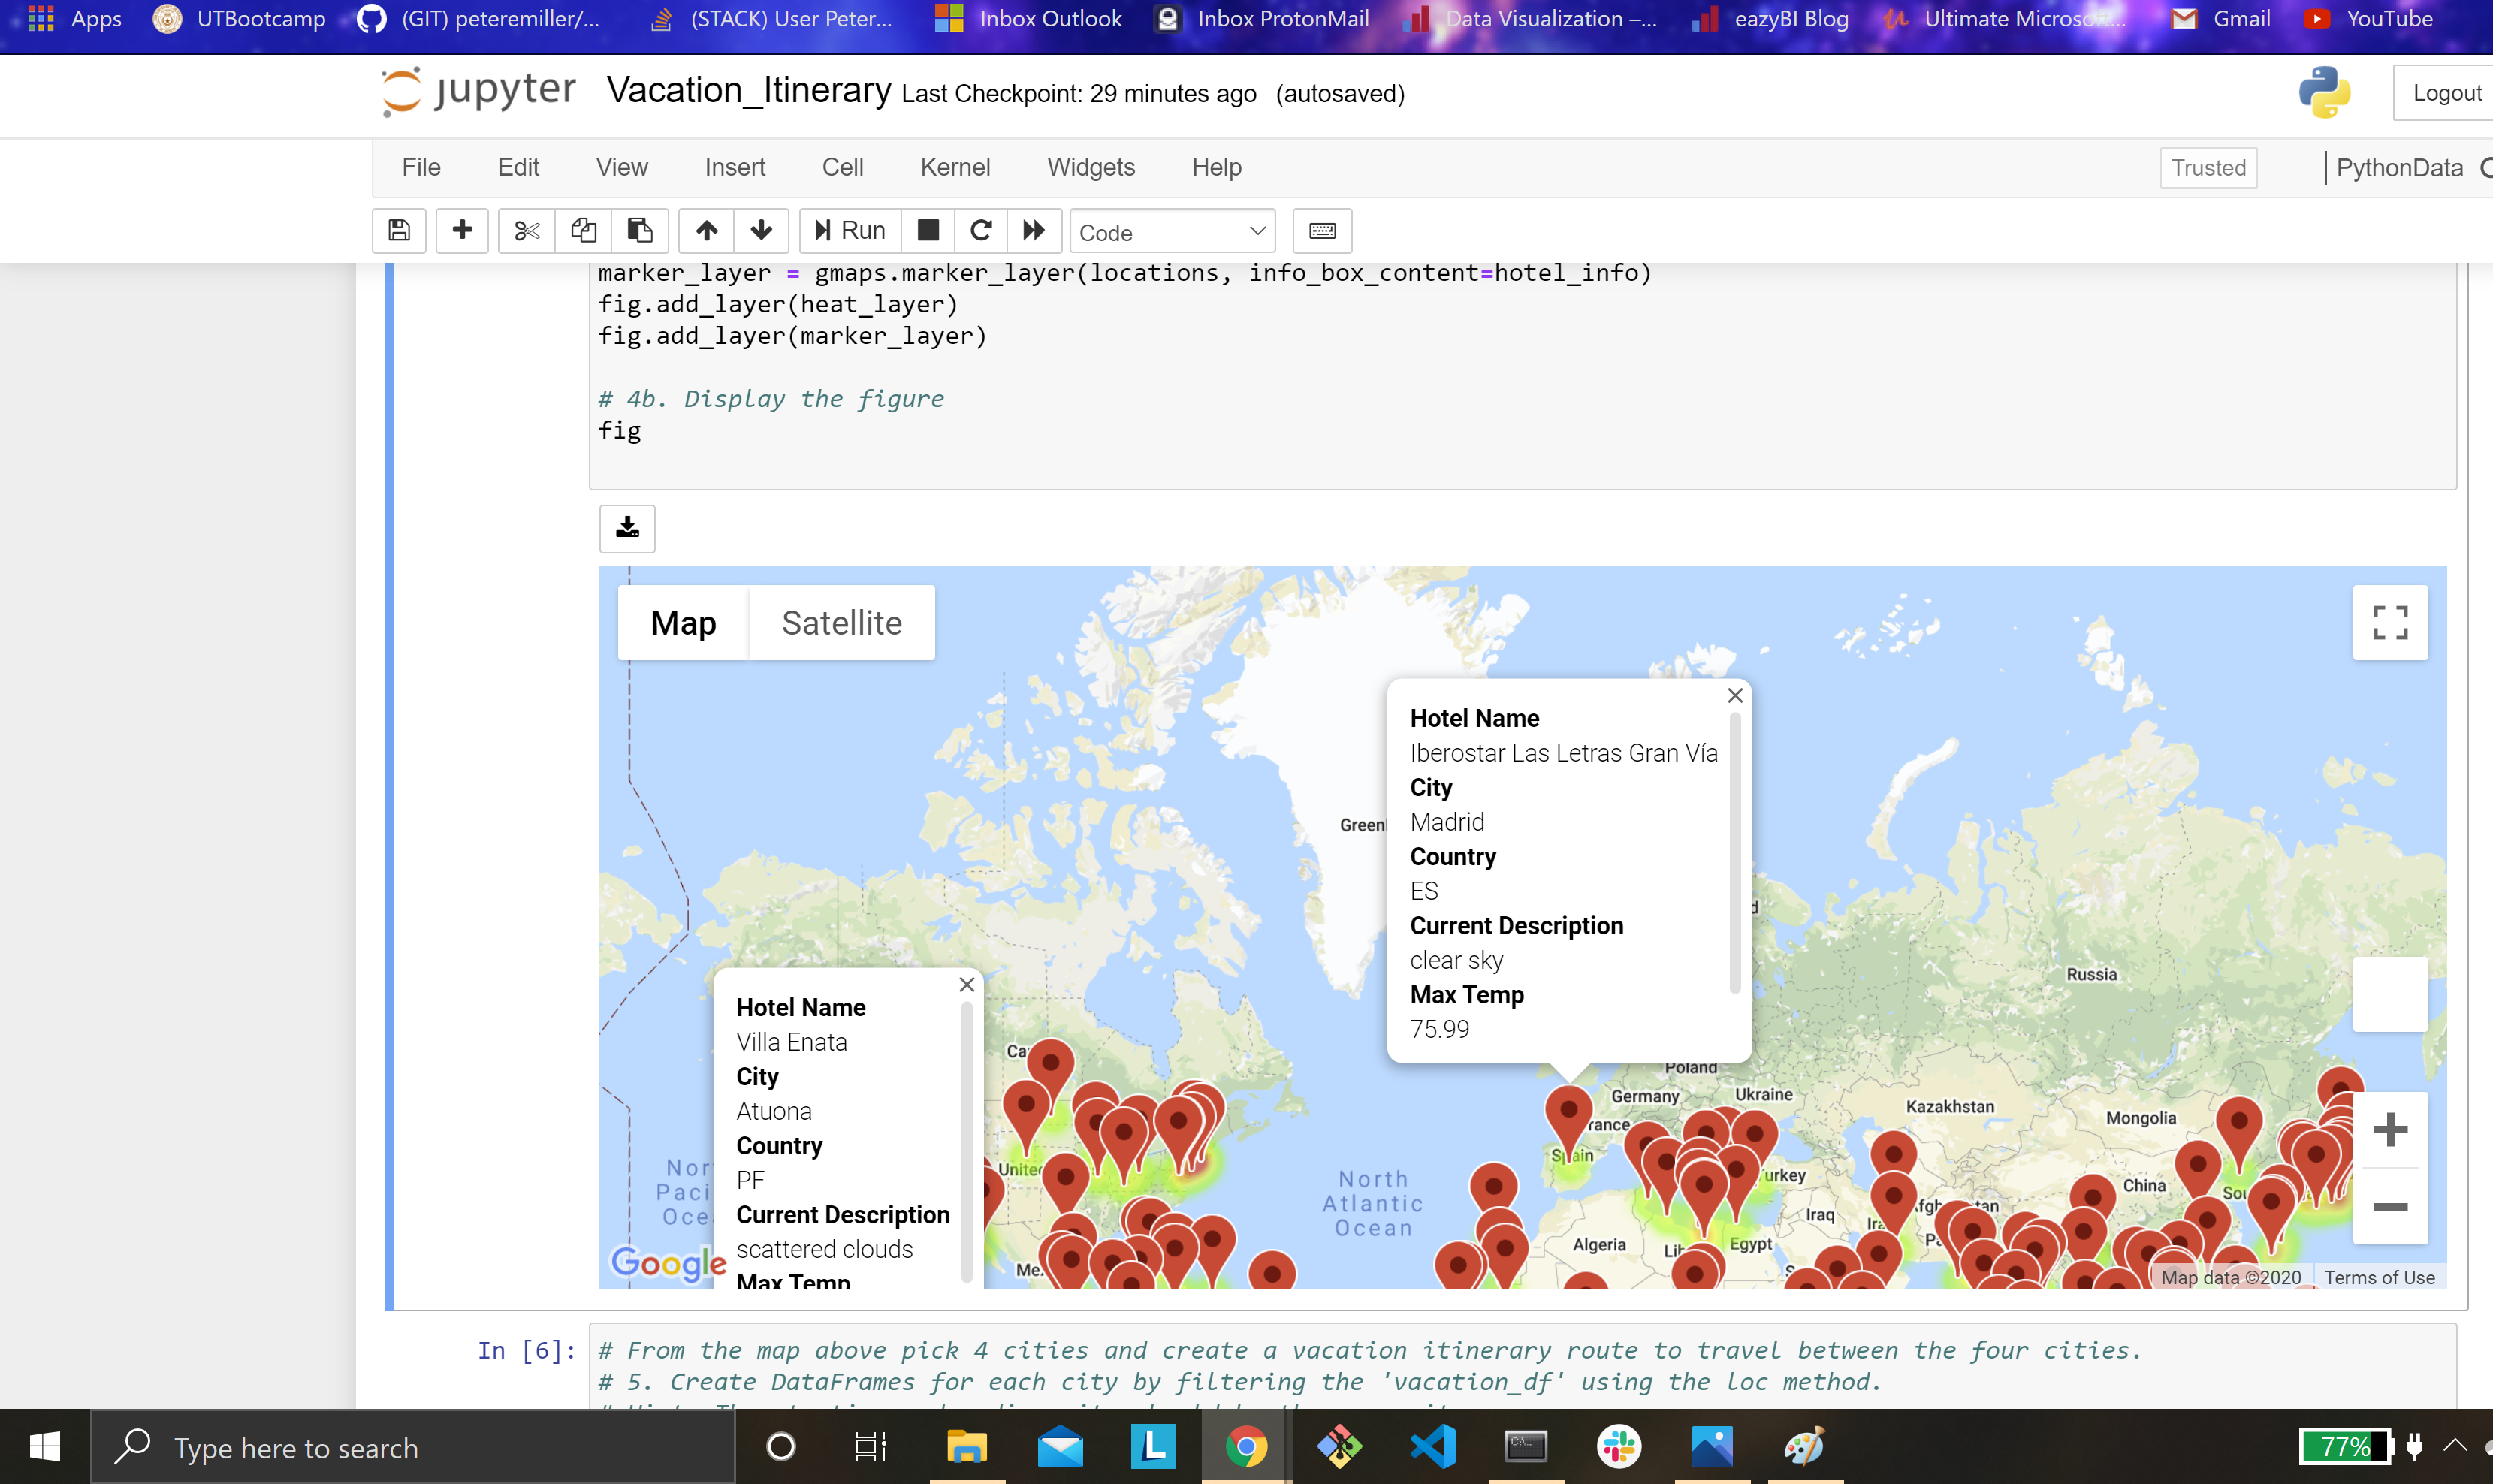 Apps UTBootcamp (GIT) peteremiller/... (STACK) User Peter... Inbox Outlook Inbox ProtonMail Data Visualization –... eazyBI Blog Ultimate Microsoft... Gmail YouTube
jupyter Vacation_Itinerary Last Checkpoint: 29 minutes ago (autosaved) Logout
File Edit View Insert Cell Kernel Widgets Help Trusted PythonData
Run Code
marker_layer = gmaps.marker_layer(locations, info_box_content=hotel_info)
fig.add_layer(heat_layer)
fig.add_layer(marker_layer)
# 4b. Display the figure
fig
Map Satellite
Hotel Name
Iberostar Las Letras Gran Vía
City
Madrid
Country
ES
Current Description
clear sky
Max Temp
75.99
Greenl
Russia
Hotel Name
Villa Enata
City
Atuona
Country
PF
Current Description
scattered clouds
Max Temp
Ca
Unite
Me
Nor
Paci
Oce
North
Atlantic
Ocean
Poland
Germany
Ukraine
Kazakhstan
Mongolia
rance
Spain
urkey
China
Sou
Iraq
Ira
fgh an
Pa
Algeria
Lib
Egypt
S
Google
Map data ©2020 Terms of Use
In [6]: # From the map above pick 4 cities and create a vacation itinerary route to travel between the four cities.
# 5. Create DataFrames for each city by filtering the 'vacation_df' using the loc method.
Type here to search
77%